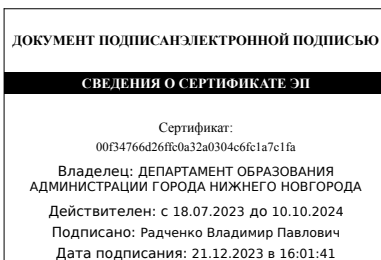 ДОКУМЕНТ ПОДПИСАНЭЛЕКТРОННОЙ ПОДПИСЬЮ
СВЕДЕНИЯ О СЕРТИФИКАТЕ ЭП
Сертификат:
00f34766d26ffc0a32a0304c6fc1a7c1fa
Владелец: ДЕПАРТАМЕНТ ОБРАЗОВАНИЯ
АДМИНИСТРАЦИИ ГОРОДА НИЖНЕГО НОВГОРОДА
Действителен: с 18.07.2023 до 10.10.2024
Подписано: Радченко Владимир Павлович
Дата подписания: 21.12.2023 в 16:01:41